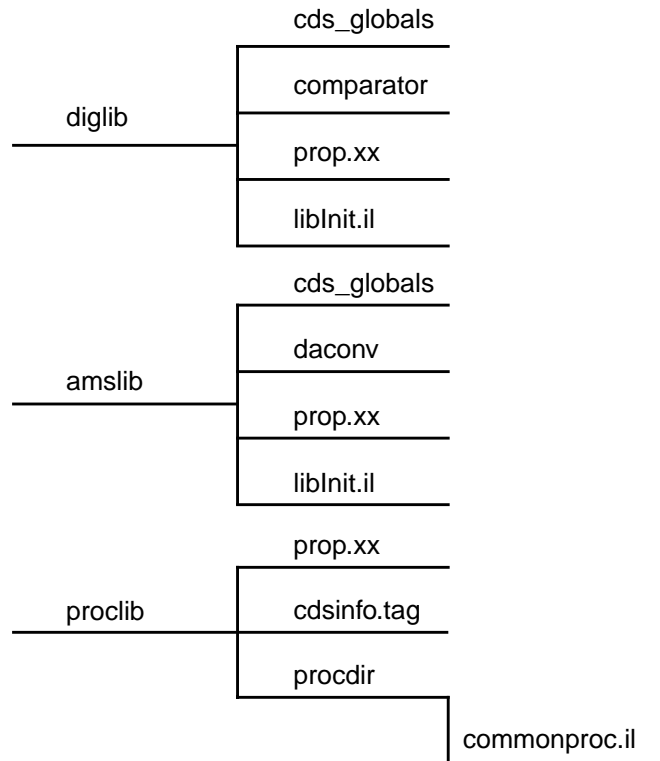 cds_globals
comparator
diglib
prop.xx
libInit.il
cds_globals
daconv
amslib
prop.xx
libInit.il
prop.xx
proclib
cdsinfo.tag
procdir
commonproc.il